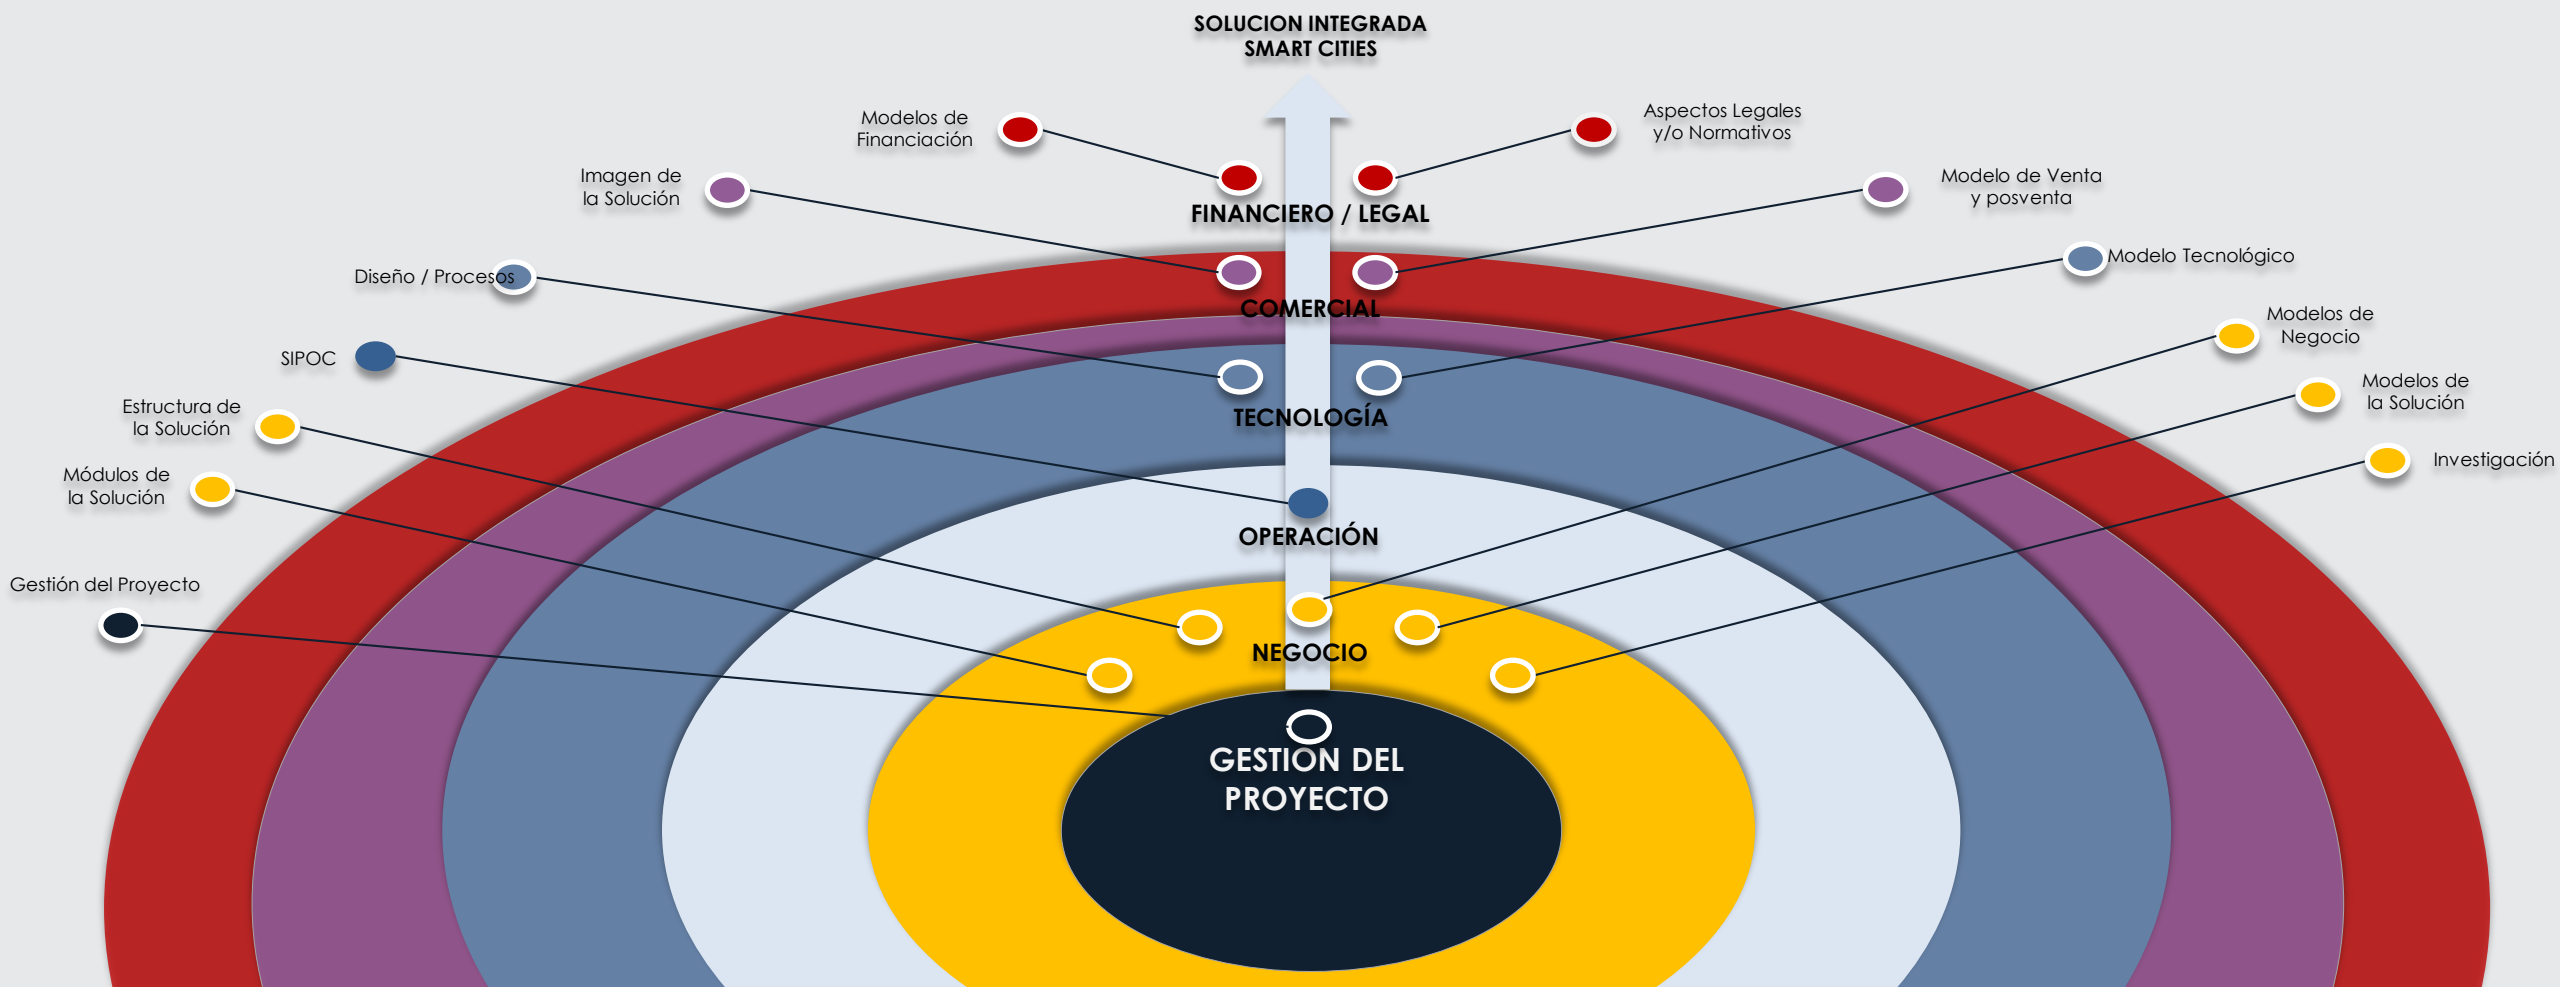 SOLUCION INTEGRADA
SMART CITIES
Modelos de
Financiación
Aspectos Legales
y/o Normativos
Imagen de
la Solución
Modelo de Venta
y posventa
FINANCIERO / LEGAL
Diseño / Procesos
Modelo Tecnológico
COMERCIAL
Modelos de
Negocio
SIPOC
Modelos de
la Solución
Estructura de
la Solución
TECNOLOGÍA
Módulos de
la Solución
Investigación
OPERACIÓN
Gestión del Proyecto
NEGOCIO
GESTION DEL
PROYECTO